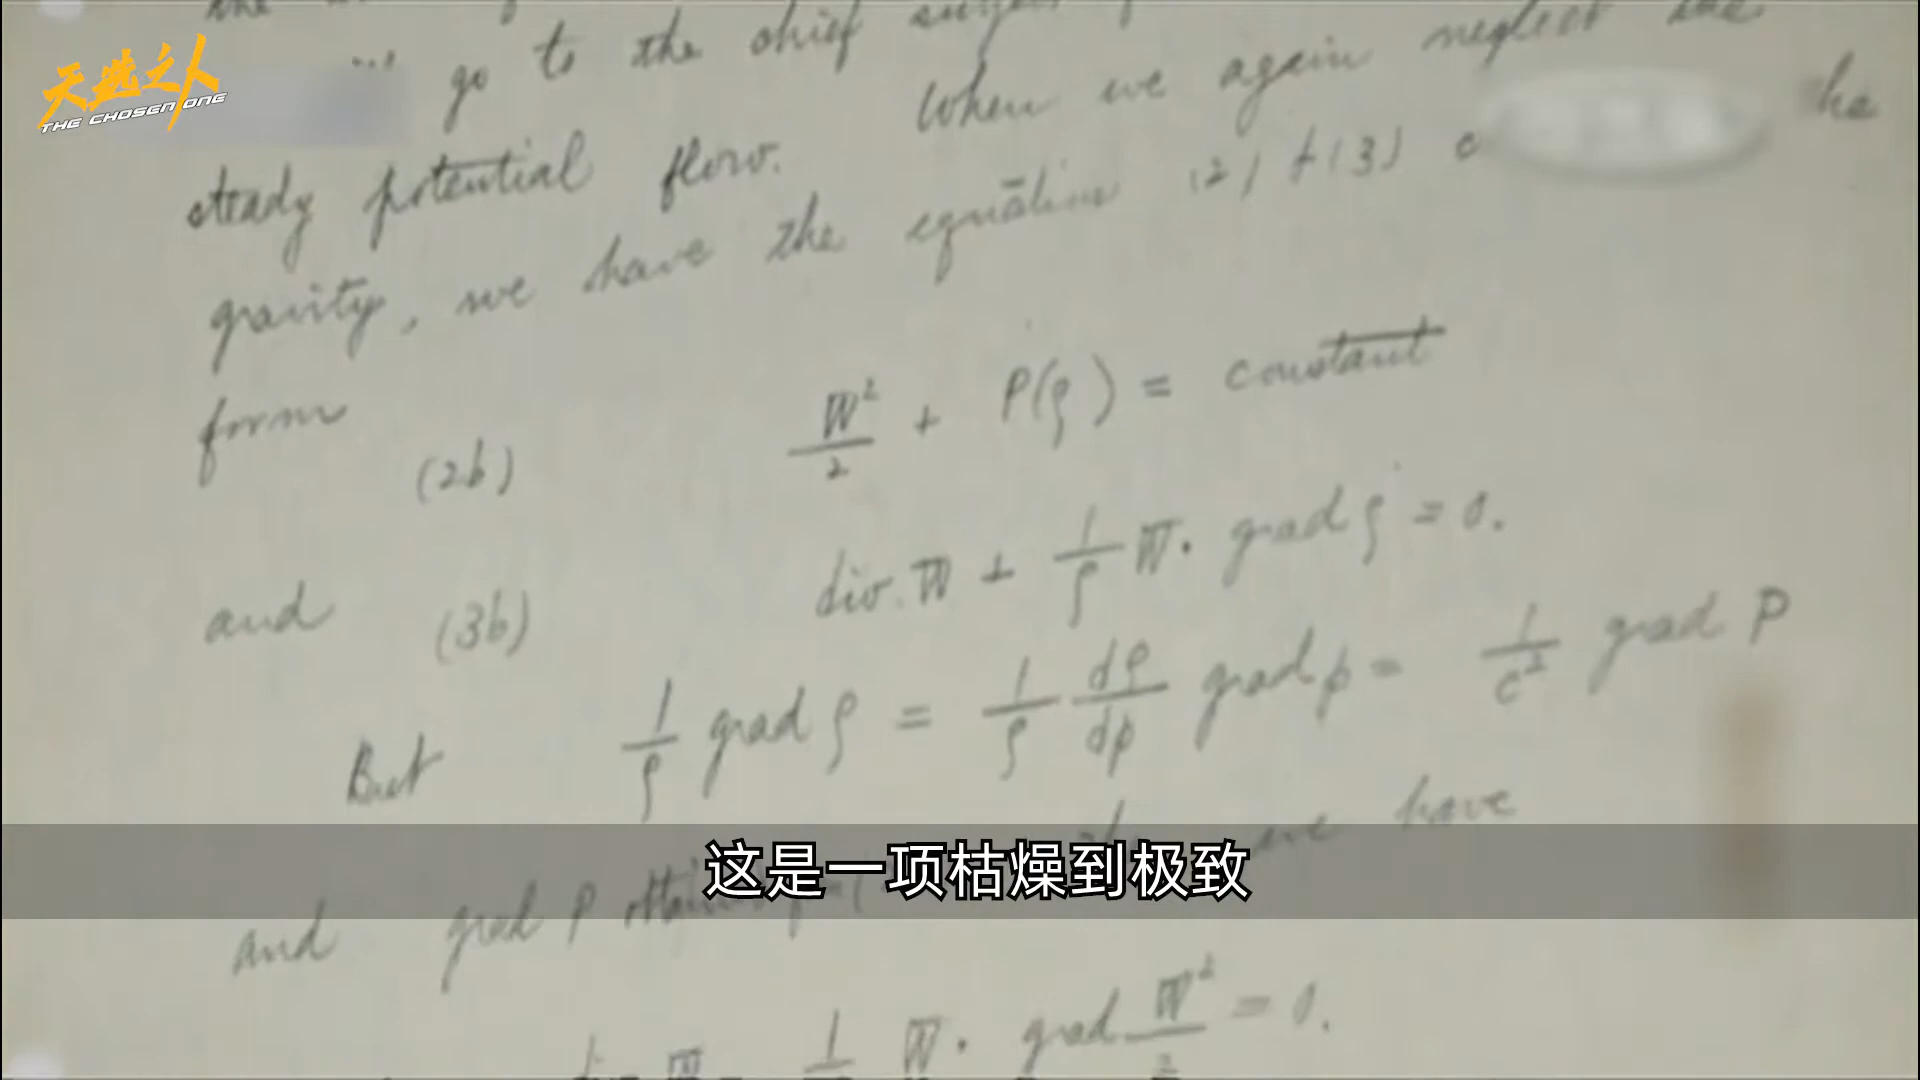 天选之人
THE CHOSEN ONE
go to the chief
steady potential flow. When we again neglect the
gravity, we have the equation (2) + (3) the
form
(2b) W²/2 + P(ρ) = constant
and (3b) div. W + 1/ρ W. grad ρ = 0.
But 1/ρ grad ρ = 1/ρ dρ/dp grad p = 1/c² grad P
and grad P we have
1/ W. grad W²/2 = 0.
这是一项枯燥到极致